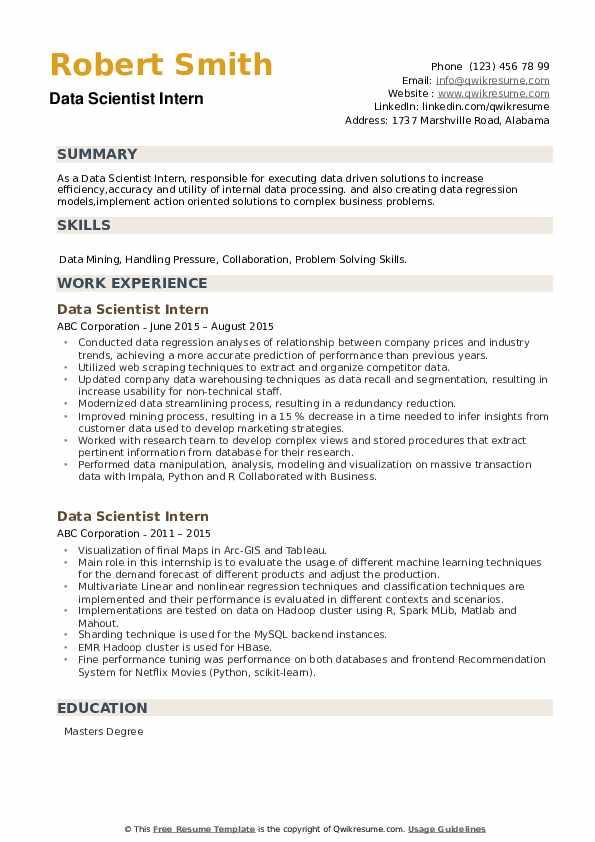 Robert Smith
Data Scientist Intern
Phone (123) 456 78 99
Email: info@qwikresume.com
Website : www.qwikresume.com
LinkedIn: linkedin.com/qwikresume
Address: 1737 Marshville Road, Alabama
SUMMARY
As a Data Scientist Intern, responsible for executing data driven solutions to increase
efficiency,accuracy and utility of internal data processing. and also creating data regression
models,implement action oriented solutions to complex business problems.
SKILLS
Data Mining, Handling Pressure, Collaboration, Problem Solving Skills.
WORK EXPERIENCE
Data Scientist Intern
ABC Corporation - June 2015 – August 2015
• Conducted data regression analyses of relationship between company prices and industry
trends, achieving a more accurate prediction of performance than previous years.
• Utilized web scraping techniques to extract and organize competitor data.
• Updated company data warehousing techniques as data recall and segmentation, resulting in
increase usability for non-technical staff.
• Modernized data streamlining process, resulting in a redundancy reduction.
• Improved mining process, resulting in a 15 % decrease in a time needed to infer insights from
customer data used to develop marketing strategies.
• Worked with research team to develop complex views and stored procedures that extract
pertinent information from database for their research.
• Performed data manipulation, analysis, modeling and visualization on massive transaction
data with Impala, Python and R Collaborated with Business.
Data Scientist Intern
ABC Corporation - 2011 – 2015
• Visualization of final Maps in Arc-GIS and Tableau.
• Main role in this internship is to evaluate the usage of different machine learning techniques
for the demand forecast of different products and adjust the production.
• Multivariate Linear and nonlinear regression techniques and classification techniques are
implemented and their performance is evaluated in different contexts and scenarios.
• Implementations are tested on data on Hadoop cluster using R, Spark MLib, Matlab and
Mahout.
• Sharding technique is used for the MySQL backend instances.
• EMR Hadoop cluster is used for HBase.
• Fine performance tuning was performance on both databases and frontend Recommendation
System for Netflix Movies (Python, scikit-learn).
EDUCATION
Masters Degree
© This Free Resume Template is the copyright of Qwikresume.com. Usage Guidelines